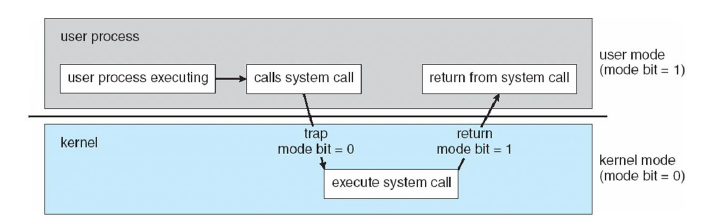 user process
user process executing
calls system call
return from system call
user mode
(mode bit = 1)
kernel
trap
mode bit = 0
return
mode bit = 1
execute system call
kernel mode
(mode bit = 0)